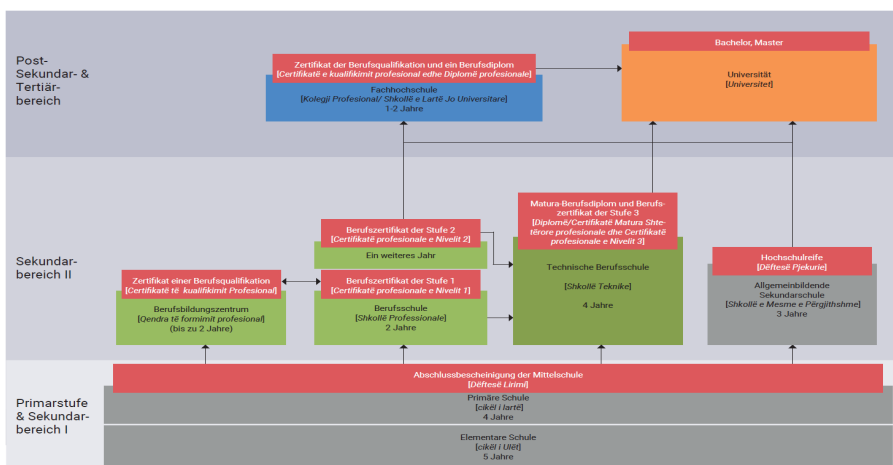 Post-
Sekundar- &
Tertiär-
bereich
Zertifikat der Berufsqualifikation und ein Berufsdiplom
[Certifikatë e kualifikimit profesional edhe Diplomë profesionale]
Fachhochschule
[Kolegji Profesional/ Shkollë e Lartë Jo Universitare]
1-2 Jahre
Bachelor, Master
Universität
[Universitet]
Sekundar-
bereich II
Zertifikat einer Berufsqualifikation
[Certifikatë të kualifikimit Profesional]
Berufsbildungszentrum
[Qendra të formimit profesional]
(bis zu 2 Jahre)
Berufszertifikat der Stufe 2
[Certifikatë profesionale e Nivelit 2]
Ein weiteres Jahr
Berufszertifikat der Stufe 1
[Certifikatë profesionale e Nivelit 1]
Berufsschule
[Shkollë Professionale]
2 Jahre
Matura-Berufsdiplom und Berufs-
zertifikat der Stufe 3
[Diplomë/Certifikatë Matura Shte-
tërore profesionale dhe Certifikatë
profesionale e Nivelit 3]
Technische Berufsschule
[Shkollë Teknike]
4 Jahre
Hochschulreife
[Dëftesë Pjekurie]
Allgemeinbildende
Sekundarschule
[Shkollë e Mesme e Përgjithshme]
3 Jahre
Primarstufe
& Sekundar-
bereich I
Abschlussbescheinigung der Mittelschule
[Dëftesë Lirimi]
Primäre Schule
[cikël i lartë]
4 Jahre
Elementare Schule
[cikël i Ulët]
5 Jahre